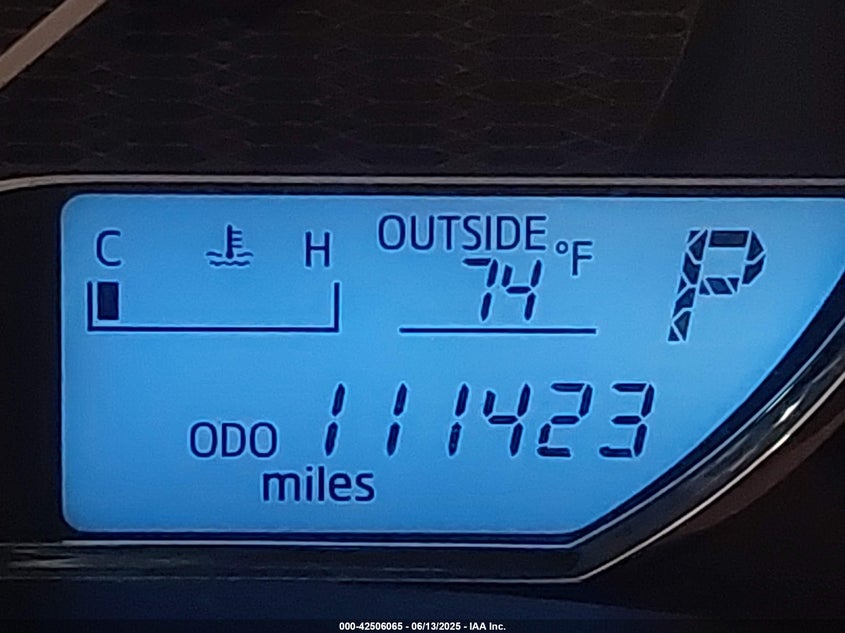 C H
OUTSIDE
74 °F
P
ODO 111423
miles
000-42506065 - 06/13/2025 - IAA Inc.